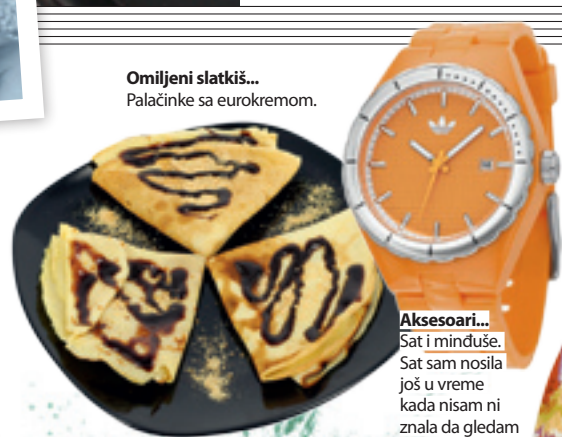 Omiljeni slatkiš...
Palačinke sa eurokremom.
Aksesoari...
Sat i minđuše.
Sat sam nosila
još u vreme
kada nisam ni
znala da gledam